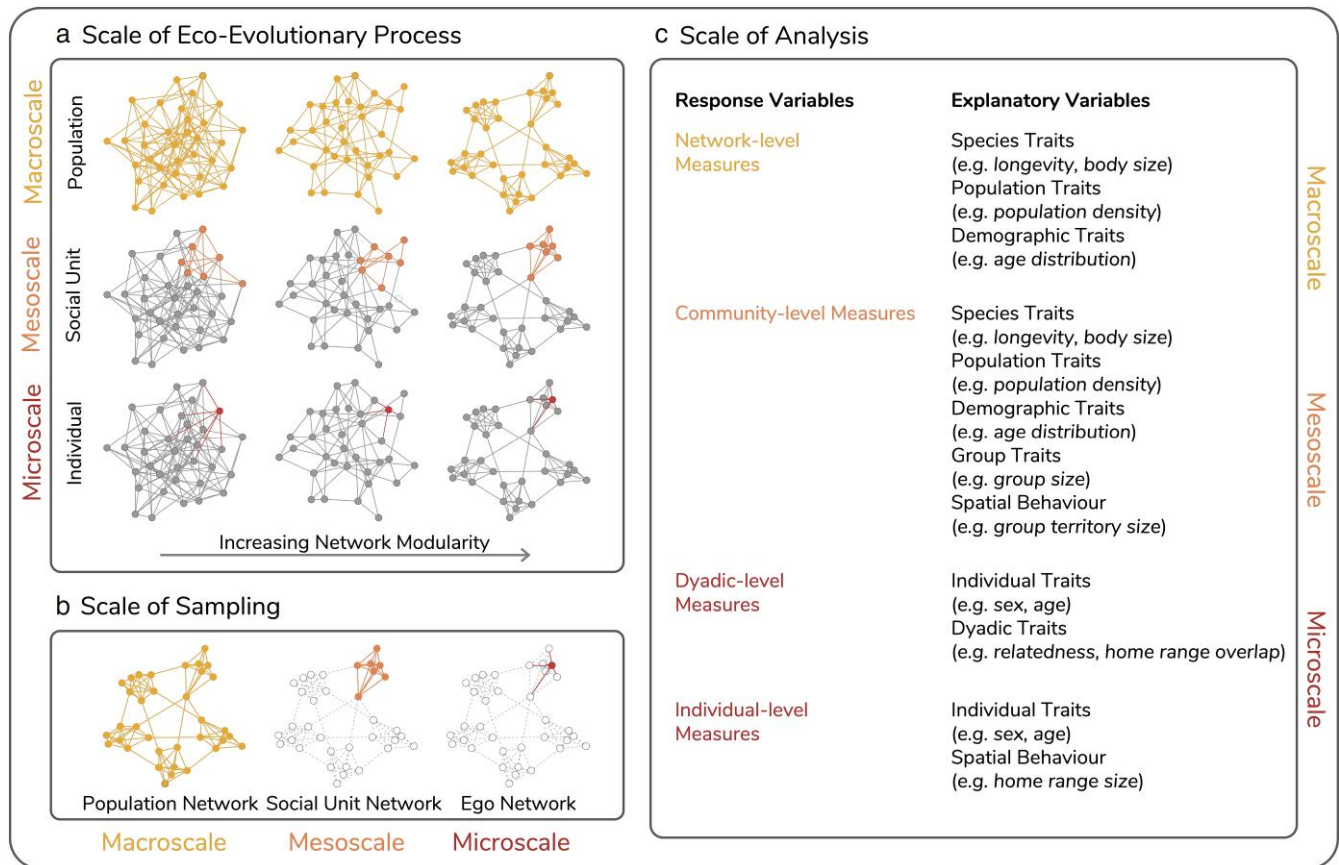 a Scale of Eco-Evolutionary Process
Macroscale
Population
Mesoscale
Social Unit
Microscale
Individual
Increasing Network Modularity
b Scale of Sampling
Population Network
Social Unit Network
Ego Network
Macroscale
Mesoscale
Microscale
c Scale of Analysis
Response Variables
Explanatory Variables
Network-level
Measures
Species Traits
(e.g. longevity, body size)
Population Traits
(e.g. population density)
Demographic Traits
(e.g. age distribution)
Macroscale
Community-level Measures
Species Traits
(e.g. longevity, body size)
Population Traits
(e.g. population density)
Demographic Traits
(e.g. age distribution)
Group Traits
(e.g. group size)
Spatial Behaviour
(e.g. group territory size)
Mesoscale
Dyadic-level
Measures
Individual Traits
(e.g. sex, age)
Dyadic Traits
(e.g. relatedness, home range overlap)
Individual-level
Measures
Individual Traits
(e.g. sex, age)
Spatial Behaviour
(e.g. home range size)
Microscale